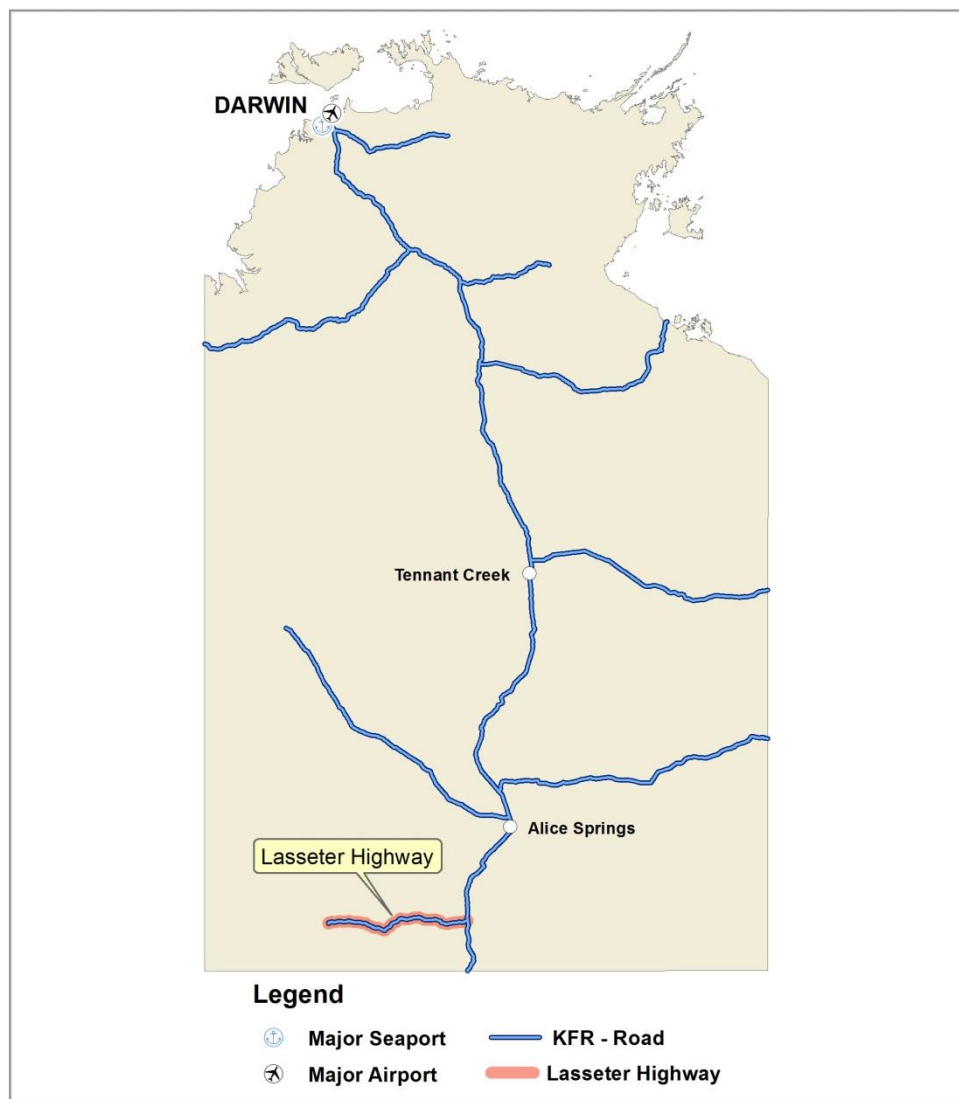 DARWIN
Tennant Creek
Alice Springs
Lasseter Highway
Legend
Major Seaport
KFR - Road
Major Airport
Lasseter Highway